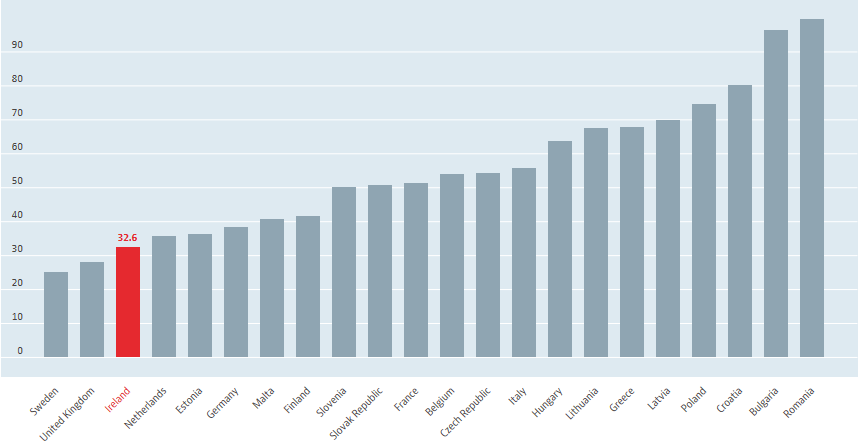 90
80
70
60
50
40
30
20
10
0
32.6
Sweden
United Kingdom
Ireland
Netherlands
Estonia
Germany
Malta
Finland
Slovenia
Slovak Republic
France
Belgium
Czech Republic
Italy
Hungary
Lithuania
Greece
Latvia
Poland
Croatia
Bulgaria
Romania